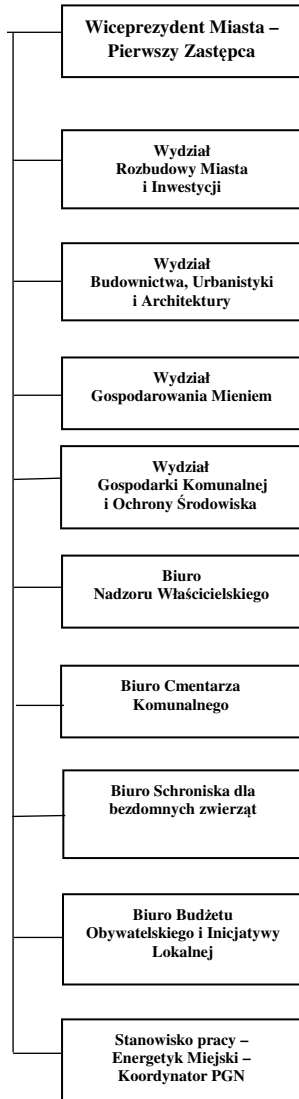 Wiceprezydent Miasta –
Pierwszy Zastępca
Wydział
Rozbudowy Miasta
i Inwestycji
Wydział
Budownictwa, Urbanistyki
i Architektury
Wydział
Gospodarowania Mieniem
Wydział
Gospodarki Komunalnej
i Ochrony Środowiska
Biuro
Nadzoru Właścicielskiego
Biuro Cmentarza
Komunalnego
Biuro Schroniska dla
bezdomnych zwierząt
Biuro Budżetu
Obywatelskiego i Inicjatywy
Lokalnej
Stanowisko pracy –
Energetyk Miejski –
Koordynator PGN